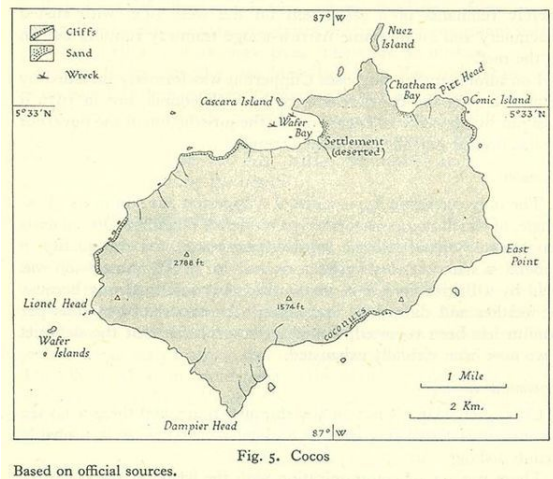 87° W
Cliffs
Sand
Wreck
Nuez
Island
Chatham
Bay
Pitt Head
Cascara Island
Conic Island
5°33'N
5°33'N
Wafer
Bay
Settlement
(deserted)
East
Point
2788 ft
1574 ft
Lionel Head
coconuts
Wafer
Islands
1 Mile
2 Km.
Dampier Head
87° W
Fig. 5. Cocos
Based on official sources.